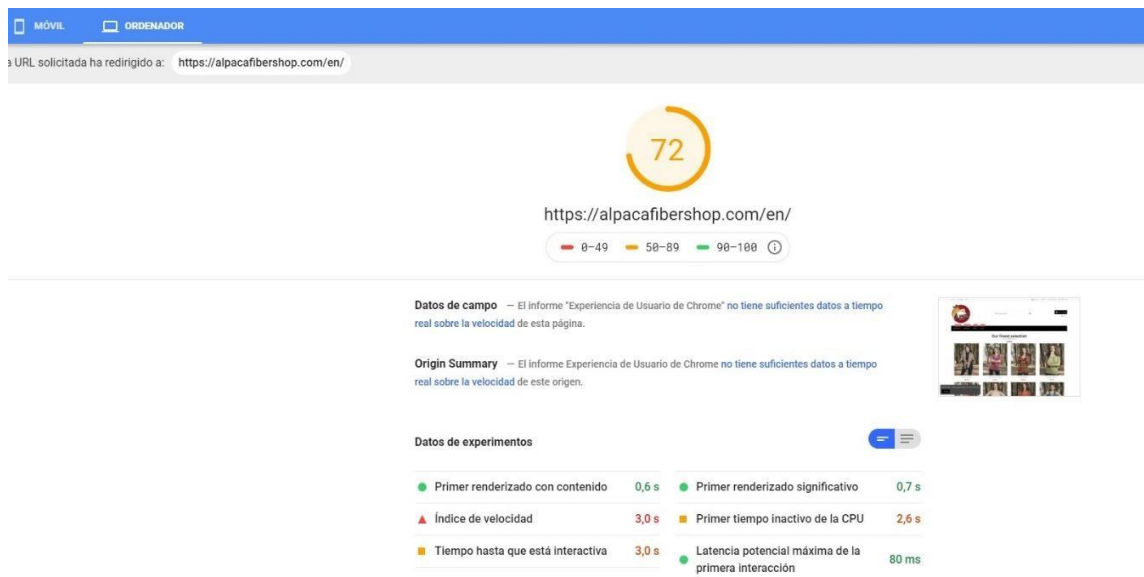 MÓVIL
ORDENADOR
URL solicitada ha redirigido a: https://alpacafibershop.com/en/
72
https://alpacafibershop.com/en/
0–49 50–89 90–100
Datos de campo — El informe "Experiencia de Usuario de Chrome" no tiene suficientes datos a tiempo
real sobre la velocidad de esta página.
Origin Summary — El informe Experiencia de Usuario de Chrome no tiene suficientes datos a tiempo
real sobre la velocidad de este origen.
Datos de experimentos
Primer renderizado con contenido 0,6 s
Primer renderizado significativo 0,7 s
Índice de velocidad 3,0 s
Primer tiempo inactivo de la CPU 2,6 s
Tiempo hasta que está interactiva 3,0 s
Latencia potencial máxima de la
primera interacción 80 ms